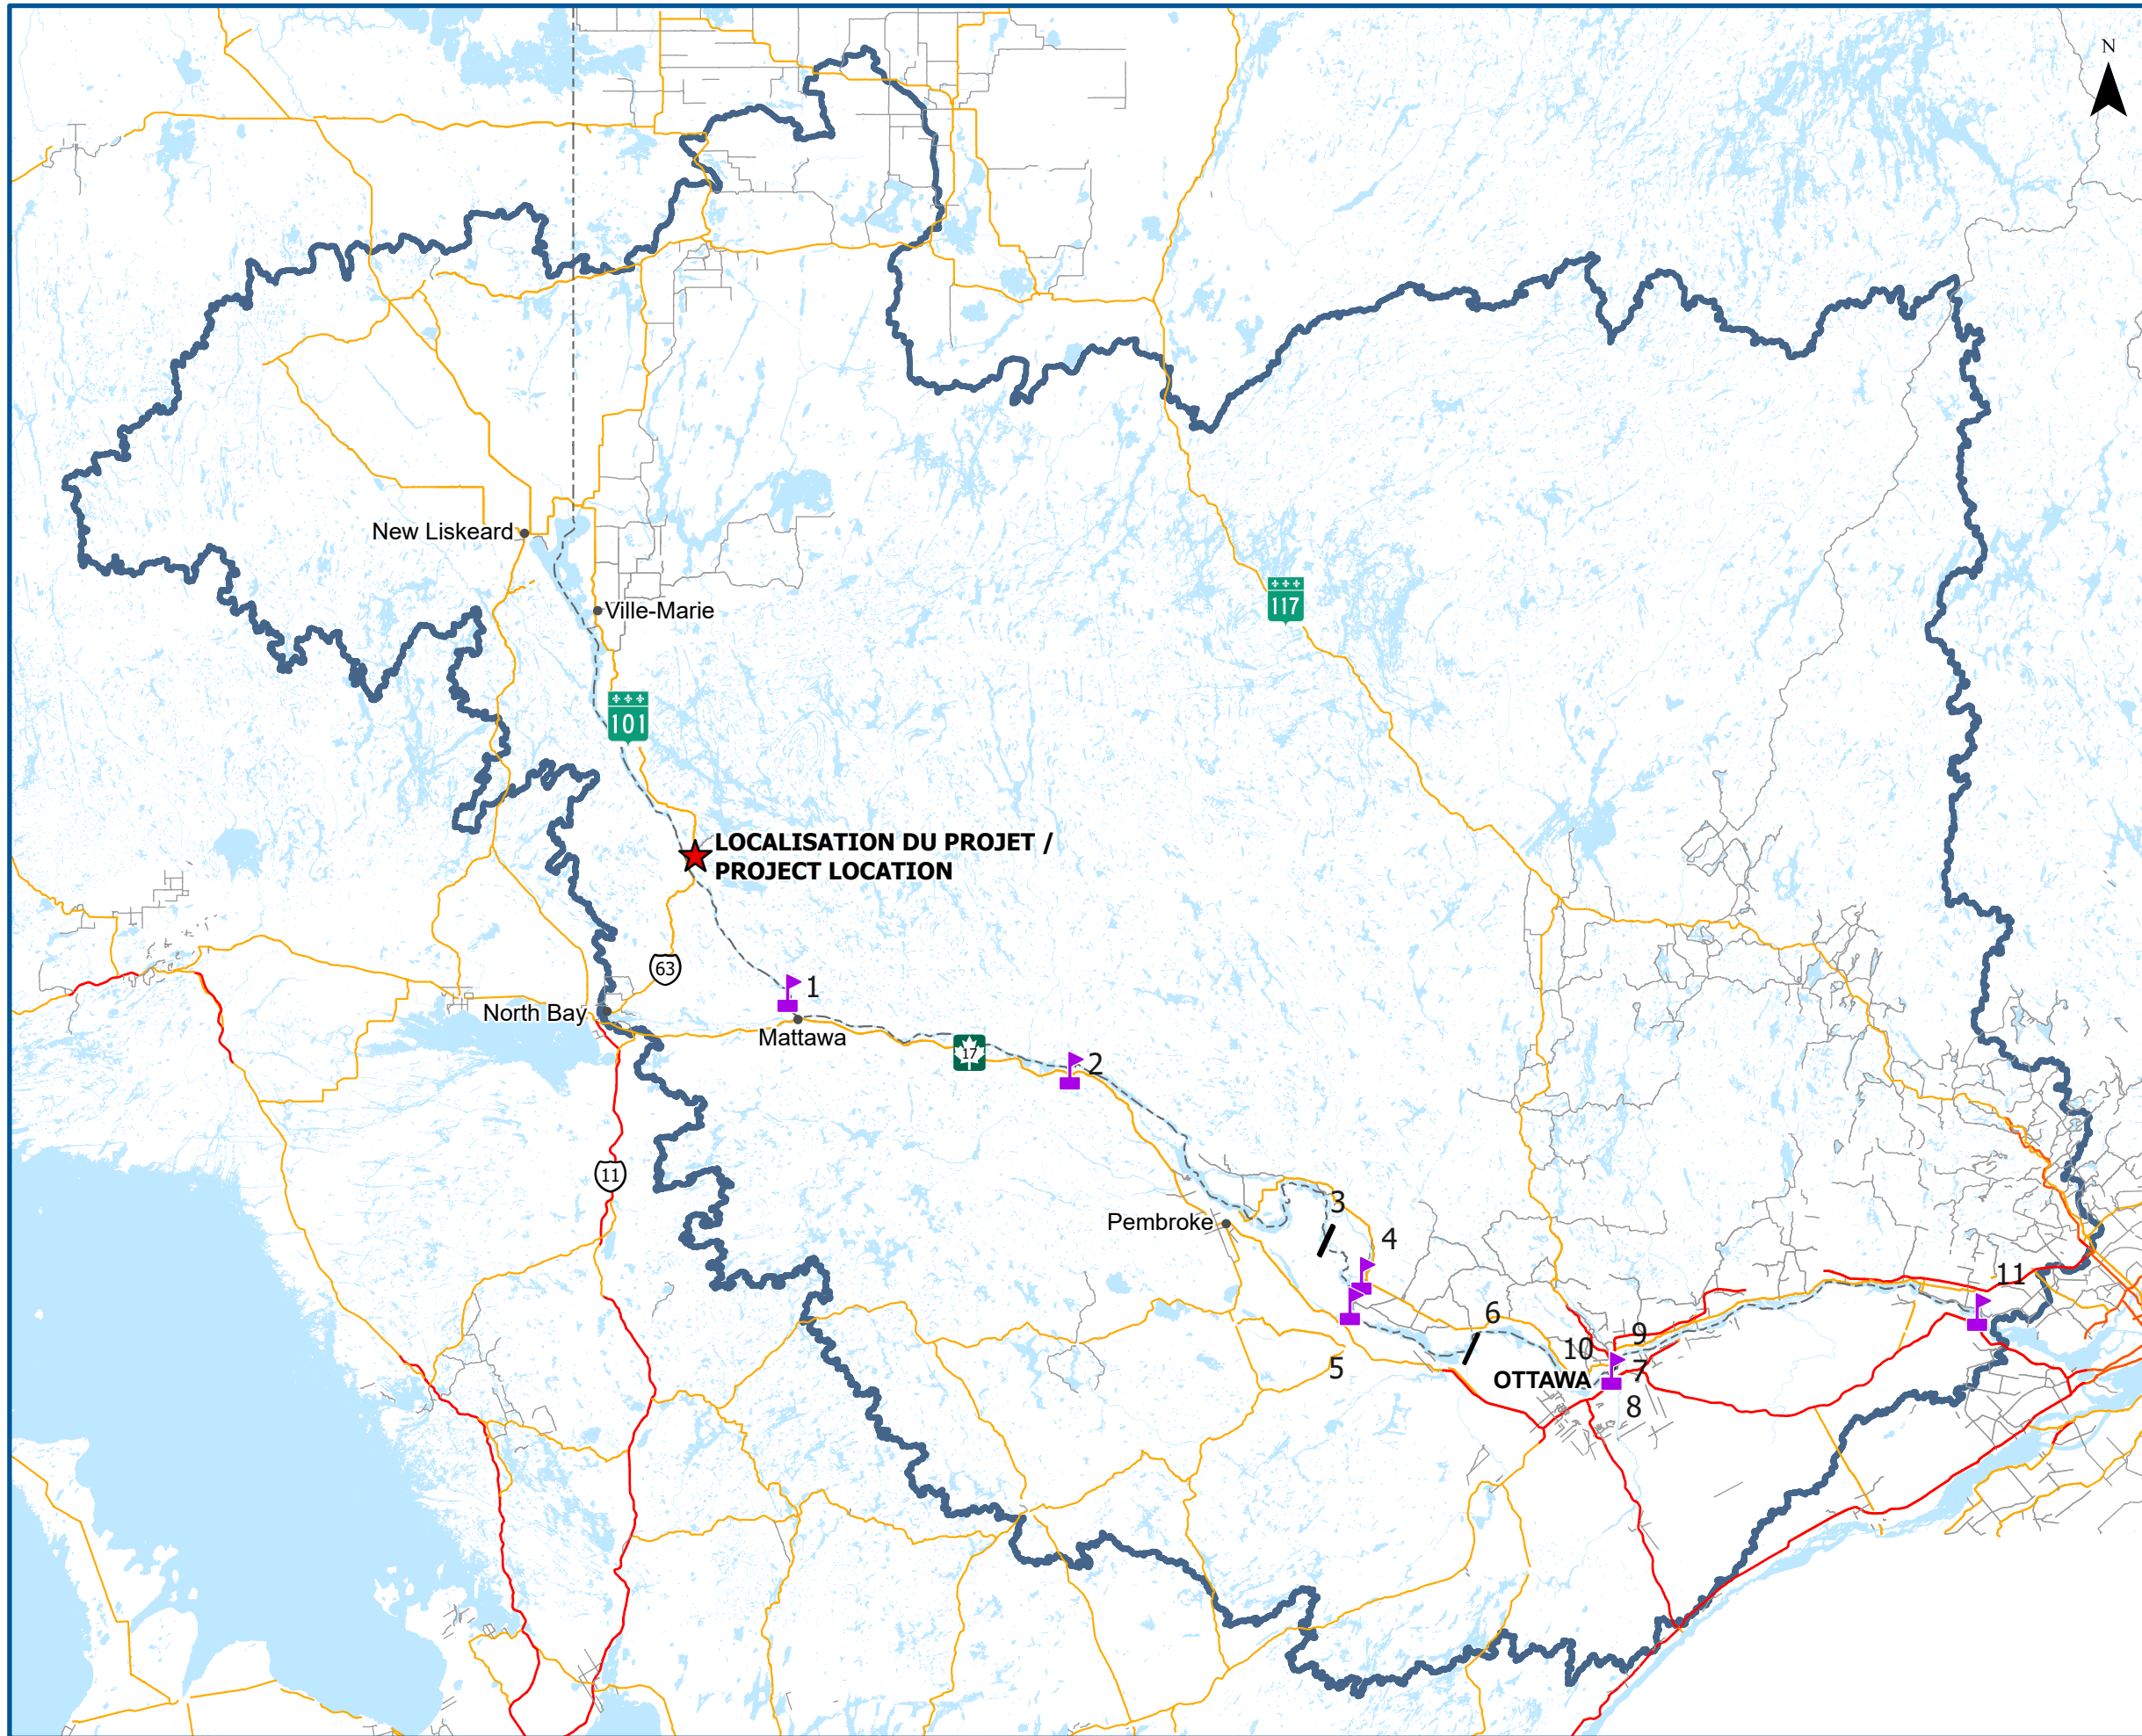 N
New Liskeard
Ville-Marie
117
101
LOCALISATION DU PROJET /
PROJECT LOCATION
63
1
North Bay
Mattawa
17
2
11
3
Pembroke
4
11
6
9
10
5
7
OTTAWA
8